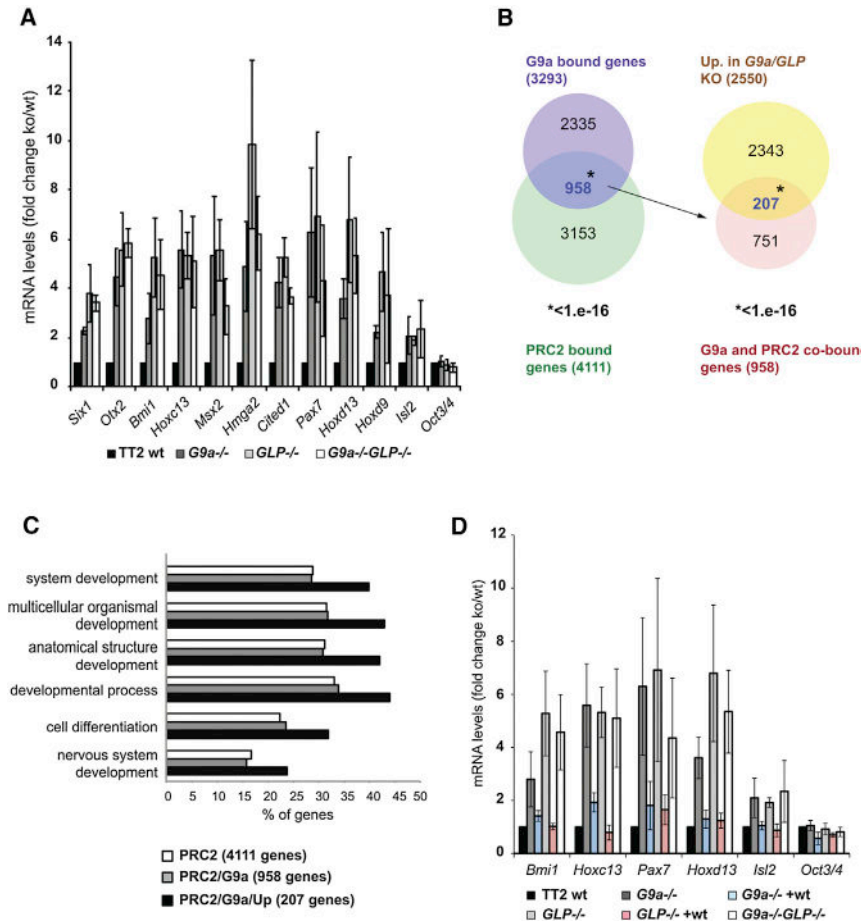 A
mRNA levels (fold change ko/wt)
14
12
10
8
6
4
2
0
Six1
Otx2
Bmi1
Hoxc13
Msx2
Hmga2
Cited1
Pax7
Hoxd13
Hoxd9
Isl2
Oct3/4
TT2 wt G9a-/- GLP-/- G9a-/-GLP-/-
B
G9a bound genes
(3293)
2335
*
958
3153
*<1.e-16
PRC2 bound
genes (4111)
Up. in G9a/GLP
KO (2550)
2343
*
207
751
*<1.e-16
G9a and PRC2 co-bound
genes (958)
C
system development
multicellular organismal
development
anatomical structure
development
developmental process
cell differentiation
nervous system
development
0 5 10 15 20 25 30 35 40 45 50
% of genes
PRC2 (4111 genes)
PRC2/G9a (958 genes)
PRC2/G9a/Up (207 genes)
D
mRNA levels (fold change ko/wt)
12
10
8
6
4
2
0
Bmi1 Hoxc13 Pax7 Hoxd13 Isl2 Oct3/4
TT2 wt G9a-/- G9a-/- +wt
GLP-/- GLP-/- +wt G9a-/-GLP-/-